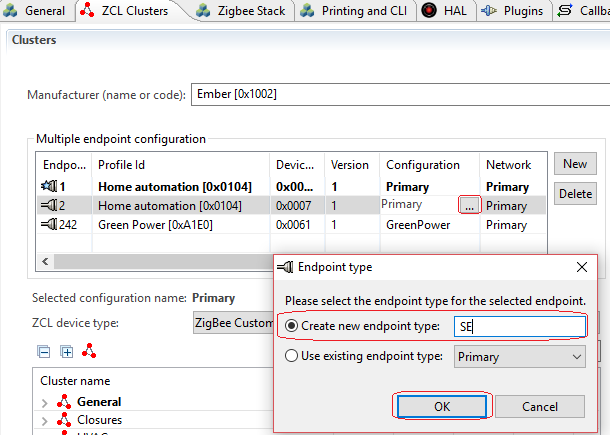 General ZCL Clusters Zigbee Stack Printing and CLI HAL Plugins Callba
Clusters
Manufacturer (name or code): Ember [0x1002]
Multiple endpoint configuration
Endpo... Profile Id Devic... Version Configuration Network New
1 Home automation [0x0104] 0x00... 1 Primary Primary
2 Home automation [0x0104] 0x0007 1 Primary ... Primary Delete
242 Green Power [0xA1E0] 0x0061 1 GreenPower Primary
Endpoint type
Please select the endpoint type for the selected endpoint.
Selected configuration name: Primary
ZCL device type: ZigBee Custom
Create new endpoint type: SE
Use existing endpoint type: Primary
Cluster name
General
Closures
OK Cancel